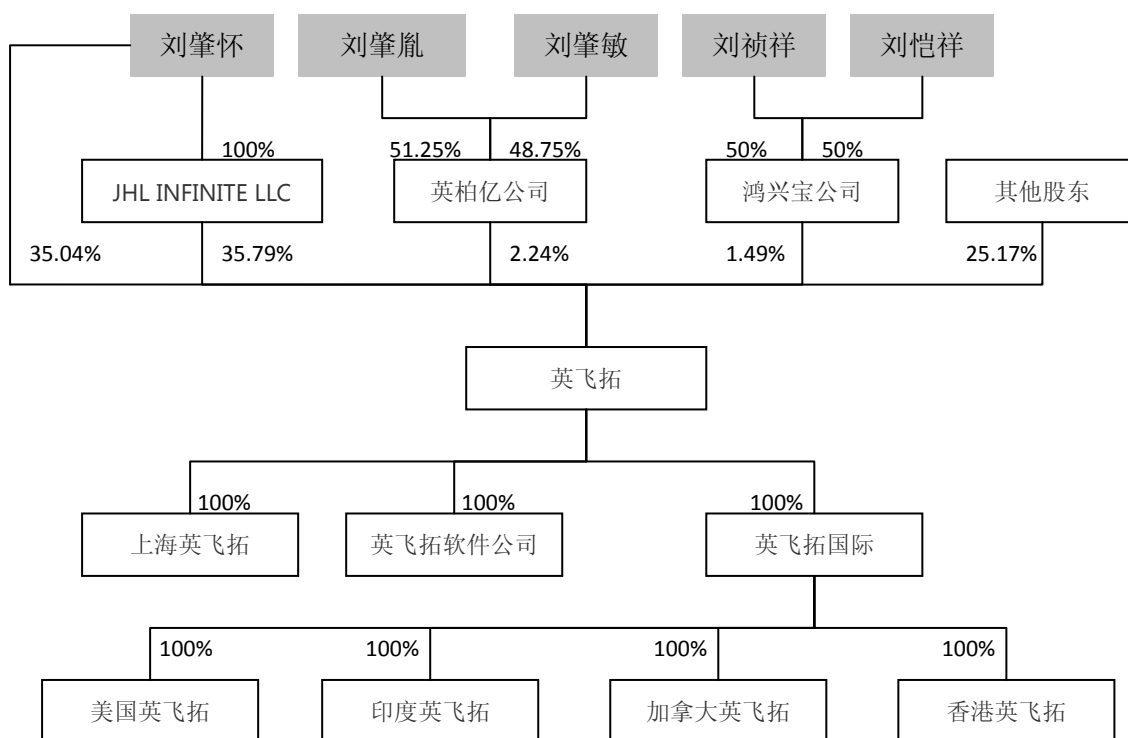 刘肇怀
刘肇胤
刘肇敏
刘祯祥
刘恺祥
100%
51.25%
48.75%
50%
50%
JHL INFINITE LLC
英柏亿公司
鸿兴宝公司
其他股东
35.04%
35.79%
2.24%
1.49%
25.17%
英飞拓
100%
100%
100%
上海英飞拓
英飞拓软件公司
英飞拓国际
100%
100%
100%
100%
美国英飞拓
印度英飞拓
加拿大英飞拓
香港英飞拓